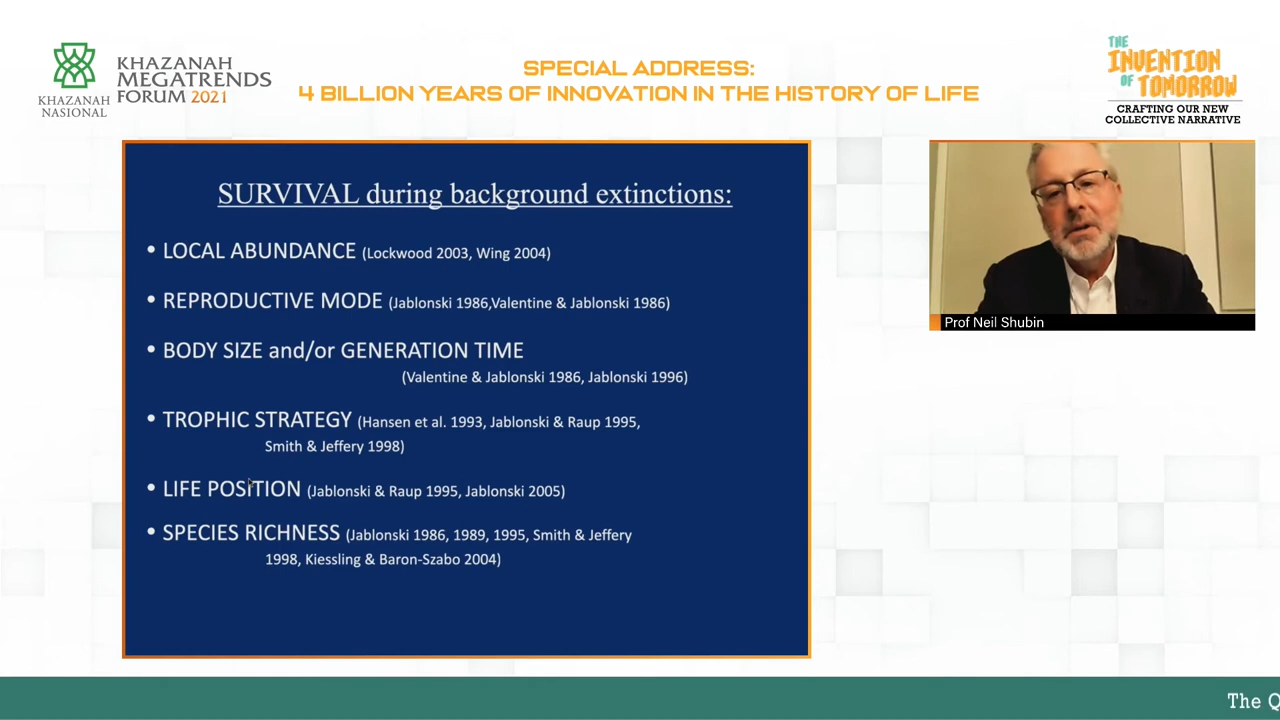 KHAZANAH
NASIONAL
KHAZANAH
MEGATRENDS
FORUM 2021
SPECIAL ADDRESS:
4 BILLION YEARS OF INNOVATION IN THE HISTORY OF LIFE
THE
INVENTION
OF TOMORROW
CRAFTING OUR NEW
COLLECTIVE NARRATIVE
SURVIVAL during background extinctions:
• LOCAL ABUNDANCE (Lockwood 2003, Wing 2004)
• REPRODUCTIVE MODE (Jablonski 1986,Valentine & Jablonski 1986)
• BODY SIZE and/or GENERATION TIME
(Valentine & Jablonski 1986, Jablonski 1996)
• TROPHIC STRATEGY (Hansen et al. 1993, Jablonski & Raup 1995,
Smith & Jeffery 1998)
• LIFE POSITION (Jablonski & Raup 1995, Jablonski 2005)
• SPECIES RICHNESS (Jablonski 1986, 1989, 1995, Smith & Jeffery
1998, Kiessling & Baron-Szabo 2004)
Prof Neil Shubin
The Q